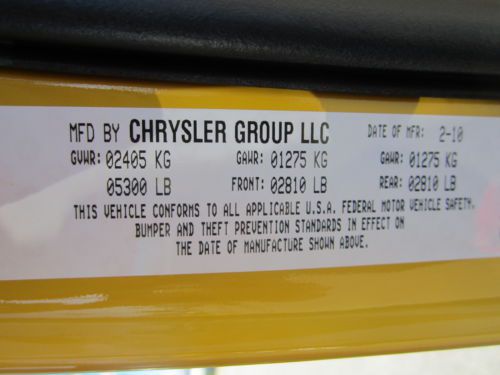 MFD BY CHRYSLER GROUP LLC DATE OF MFR: 2-10
GVWR: 02405 KG GAWR: 01275 KG GAWR: 01275 KG
05300 LB FRONT: 02810 LB REAR: 02810 LB
THIS VEHICLE CONFORMS TO ALL APPLICABLE U.S.A. FEDERAL MOTOR VEHICLE SAFETY,
BUMPER AND THEFT PREVENTION STANDARDS IN EFFECT ON
THE DATE OF MANUFACTURE SHOWN ABOVE.